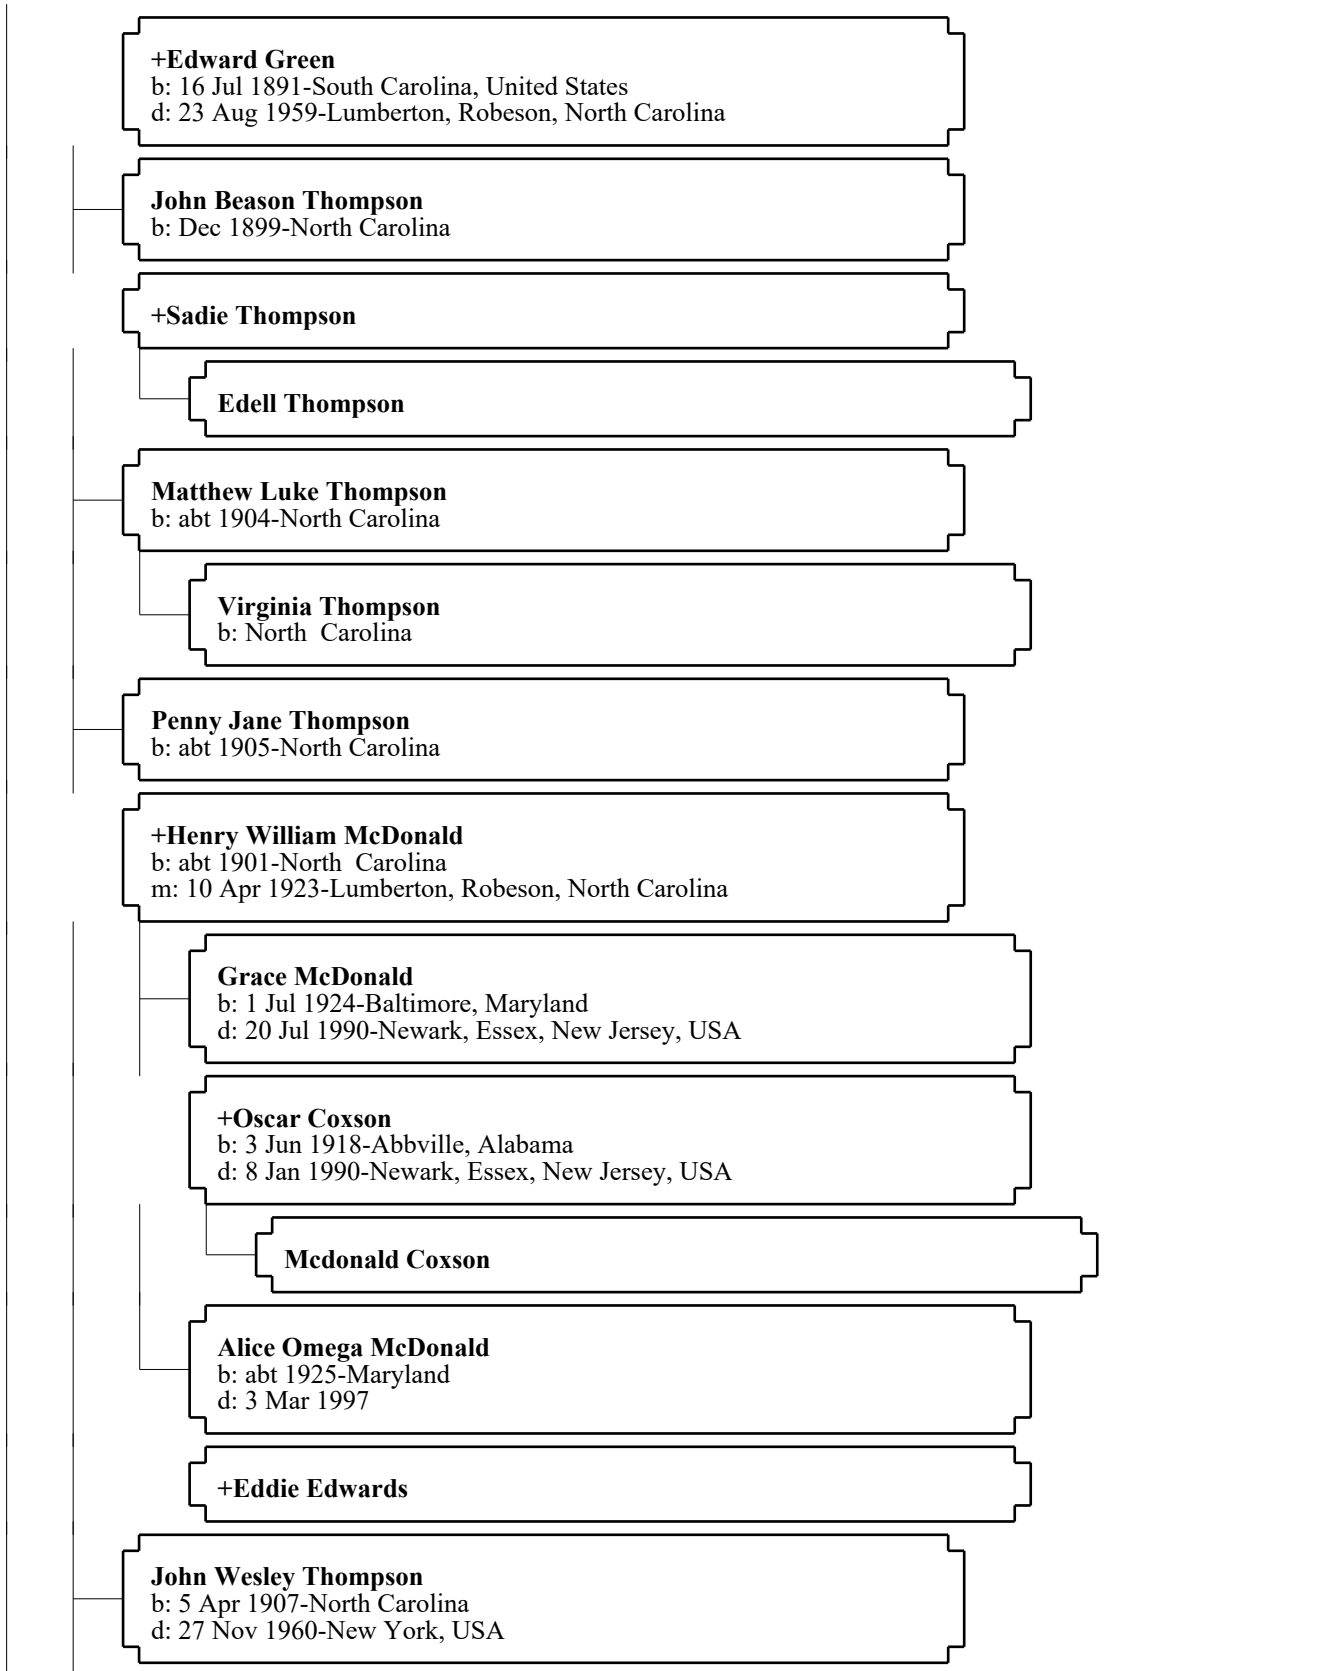 +Edward Green
b: 16 Jul 1891-South Carolina, United States
d: 23 Aug 1959-Lumberton, Robeson, North Carolina
John Beason Thompson
b: Dec 1899-North Carolina
+Sadie Thompson
Edell Thompson
Matthew Luke Thompson
b: abt 1904-North Carolina
Virginia Thompson
b: North  Carolina
Penny Jane Thompson
b: abt 1905-North Carolina
+Henry William McDonald
b: abt 1901-North  Carolina
m: 10 Apr 1923-Lumberton, Robeson, North Carolina
Grace McDonald
b: 1 Jul 1924-Baltimore, Maryland
d: 20 Jul 1990-Newark, Essex, New Jersey, USA
+Oscar Coxson
b: 3 Jun 1918-Abbville, Alabama
d: 8 Jan 1990-Newark, Essex, New Jersey, USA
Mcdonald Coxson
Alice Omega McDonald
b: abt 1925-Maryland
d: 3 Mar 1997
+Eddie Edwards
John Wesley Thompson
b: 5 Apr 1907-North Carolina
d: 27 Nov 1960-New York, USA